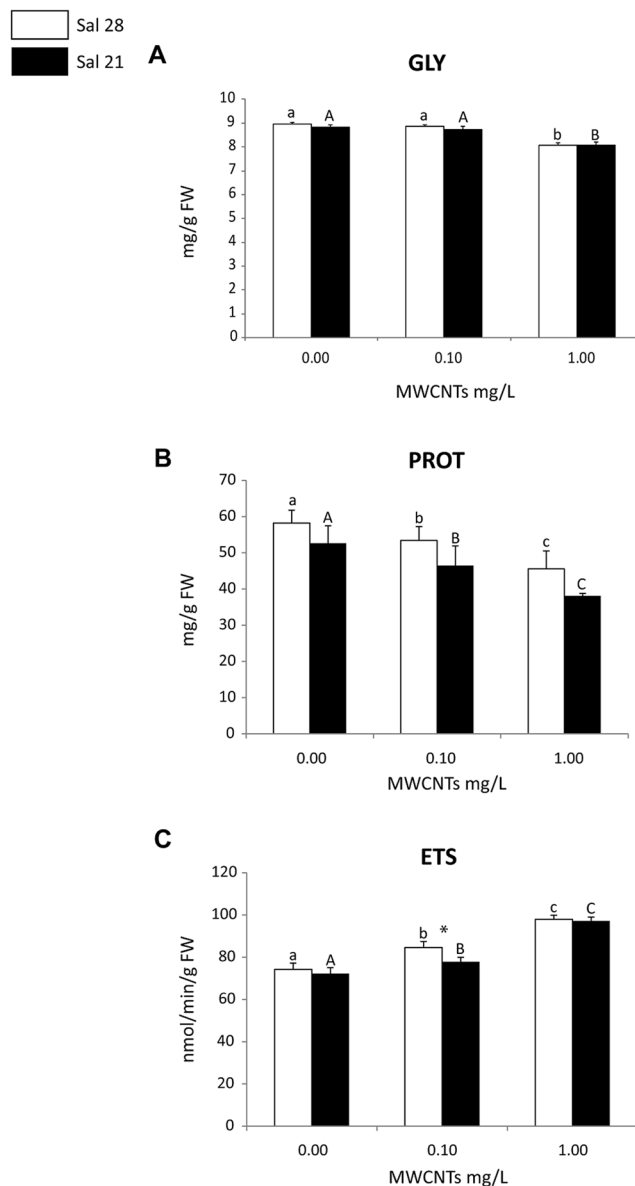 Sal 28
Sal 21
A
GLY
10
9
8
7
6
5
4
3
2
1
0
mg/g FW
a A a A b B
0.00 0.10 1.00
MWCNTs mg/L
B
PROT
70
60
50
40
30
20
10
0
mg/g FW
a A b B c C
0.00 0.10 1.00
MWCNTs mg/L
C
ETS
120
100
80
60
40
20
0
nmol/min/g FW
a A b * B c C
0.00 0.10 1.00
MWCNTs mg/L